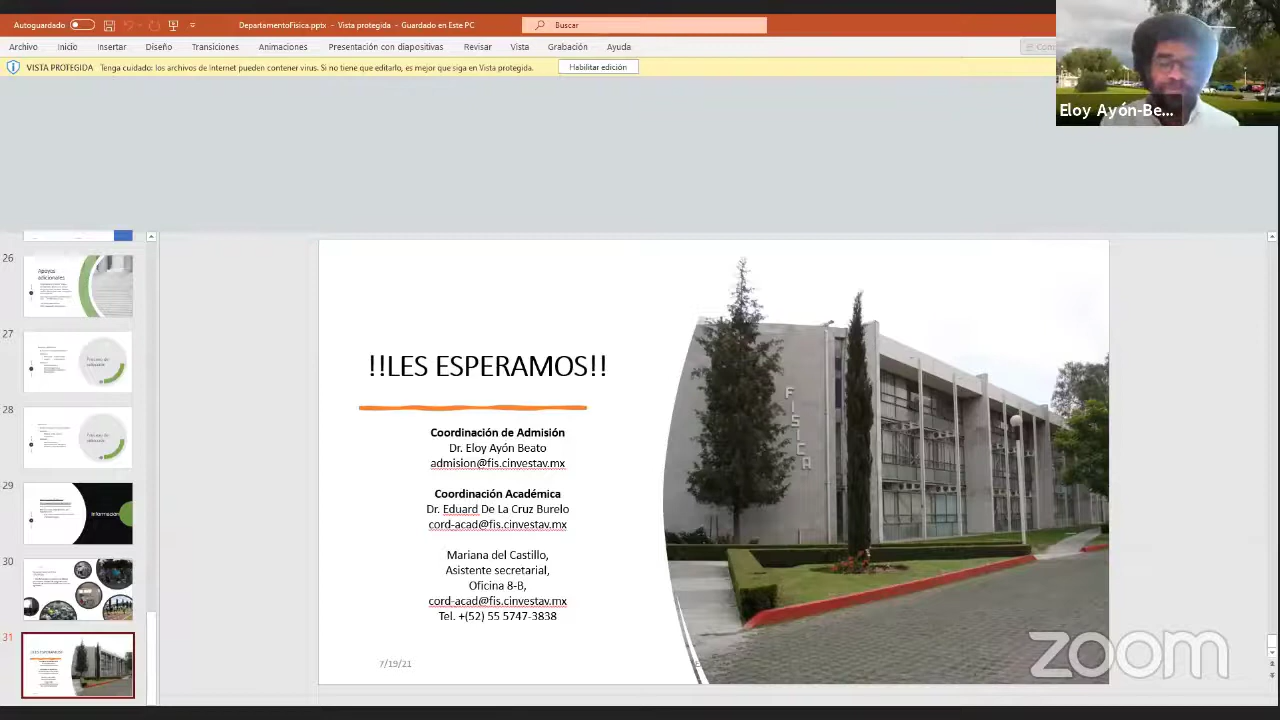 Autoguardado
DepartamentoFisica.pptx - Vista protegida - Guardado en Este PC
Buscar
Archivo Inicio Insertar Diseño Transiciones Animaciones Presentación con diapositivas Revisar Vista Grabación Ayuda
VISTA PROTEGIDA Tenga cuidado: los archivos de Internet pueden contener virus. Si no tiene que editarlo, es mejor que siga en Vista protegida. Habilitar edición
Eloy Ayón-Be...
26
Apoyos
adicionales
27
28
29
30
31
!!LES ESPERAMOS!!
Coordinación de Admisión
Dr. Eloy Ayón Beato
admision@fis.cinvestav.mx
Coordinación Académica
Dr. Eduard De La Cruz Burelo
cord-acad@fis.cinvestav.mx
Mariana del Castillo,
Asistente secretarial,
Oficina 8-B,
cord-acad@fis.cinvestav.mx
Tel. +(52) 55 5747-3838
7/19/21
FISICA
zoom